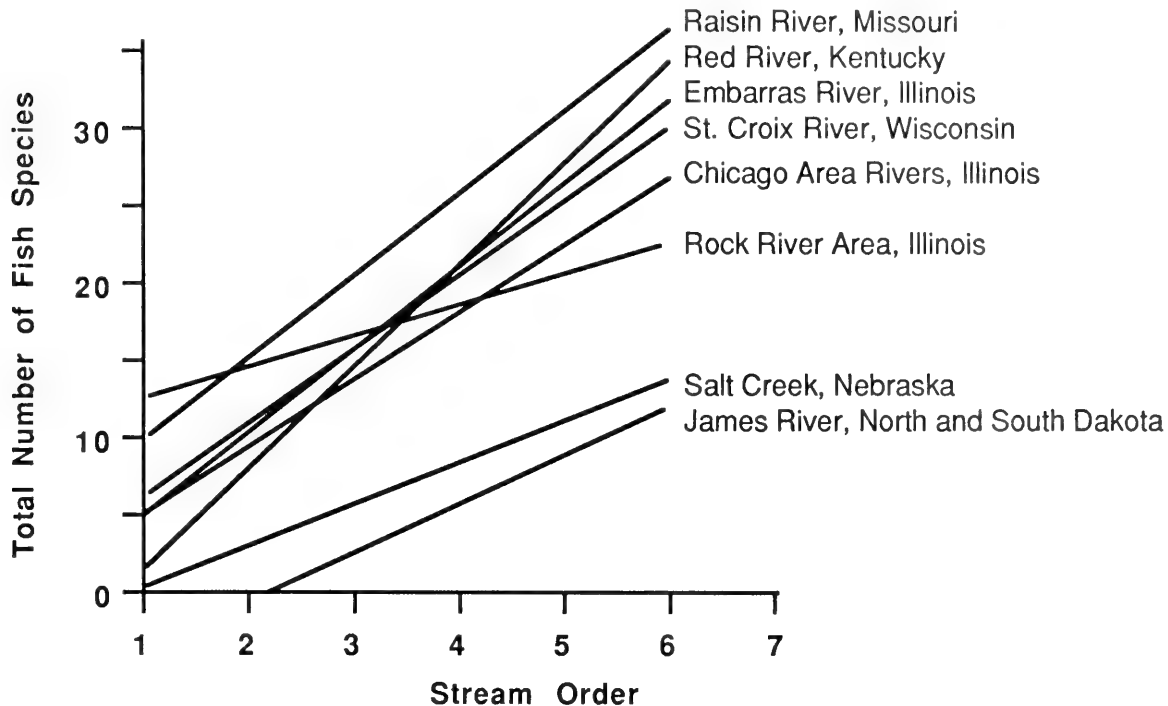 Total Number of Fish Species
30
20
10
0
1 2 3 4 5 6 7
Stream Order
Raisin River, Missouri
Red River, Kentucky
Embarras River, Illinois
St. Croix River, Wisconsin
Chicago Area Rivers, Illinois
Rock River Area, Illinois
Salt Creek, Nebraska
James River, North and South Dakota